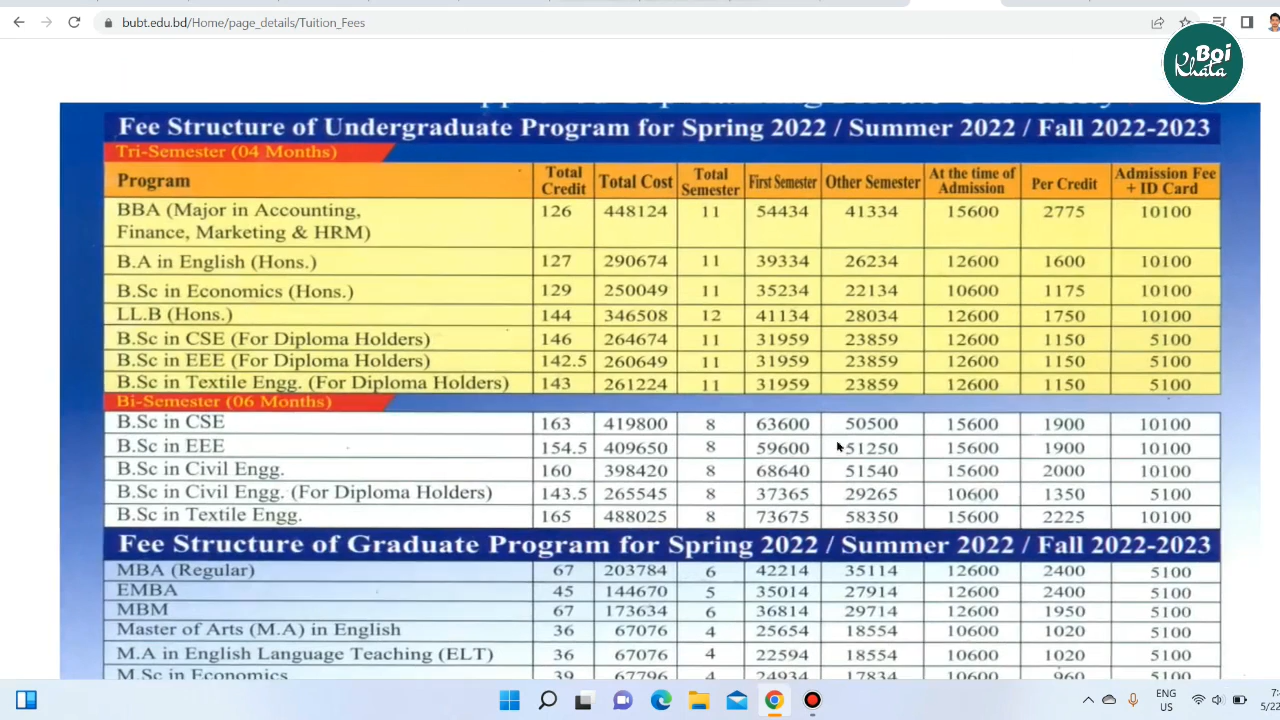 bubt.edu.bd/Home/page_details/Tuition_Fees
Boi
Khata
Fee Structure of Undergraduate Program for Spring 2022 / Summer 2022 / Fall 2022-2023
Tri-Semester (04 Months)
Program Total Credit Total Cost Total Semester First Semester Other Semester At the time of Admission Per Credit Admission Fee + ID Card
BBA (Major in Accounting, Finance, Marketing & HRM) 126 448124 11 54434 41334 15600 2775 10100
B.A in English (Hons.) 127 290674 11 39334 26234 12600 1600 10100
B.Sc in Economics (Hons.) 129 250049 11 35234 22134 10600 1175 10100
LL.B (Hons.) 144 346508 12 41134 28034 12600 1750 10100
B.Sc in CSE (For Diploma Holders) 146 264674 11 31959 23859 12600 1150 5100
B.Sc in EEE (For Diploma Holders) 142.5 260649 11 31959 23859 12600 1150 5100
B.Sc in Textile Engg. (For Diploma Holders) 143 261224 11 31959 23859 12600 1150 5100
Bi-Semester (06 Months)
B.Sc in CSE 163 419800 8 63600 50500 15600 1900 10100
B.Sc in EEE 154.5 409650 8 59600 51250 15600 1900 10100
B.Sc in Civil Engg. 160 398420 8 68640 51540 15600 2000 10100
B.Sc in Civil Engg. (For Diploma Holders) 143.5 265545 8 37365 29265 10600 1350 5100
B.Sc in Textile Engg. 165 488025 8 73675 58350 15600 2225 10100
Fee Structure of Graduate Program for Spring 2022 / Summer 2022 / Fall 2022-2023
MBA (Regular) 67 203784 6 42214 35114 12600 2400 5100
EMBA 45 144670 5 35014 27914 12600 2400 5100
MBM 67 173634 6 36814 29714 12600 1950 5100
Master of Arts (M.A) in English 36 67076 4 25654 18554 10600 1020 5100
M.A in English Language Teaching (ELT) 36 67076 4 22594 18554 10600 1020 5100
M.Sc in Economics 39 67796 4 24934 17834 10600 960 5100
ENG
US